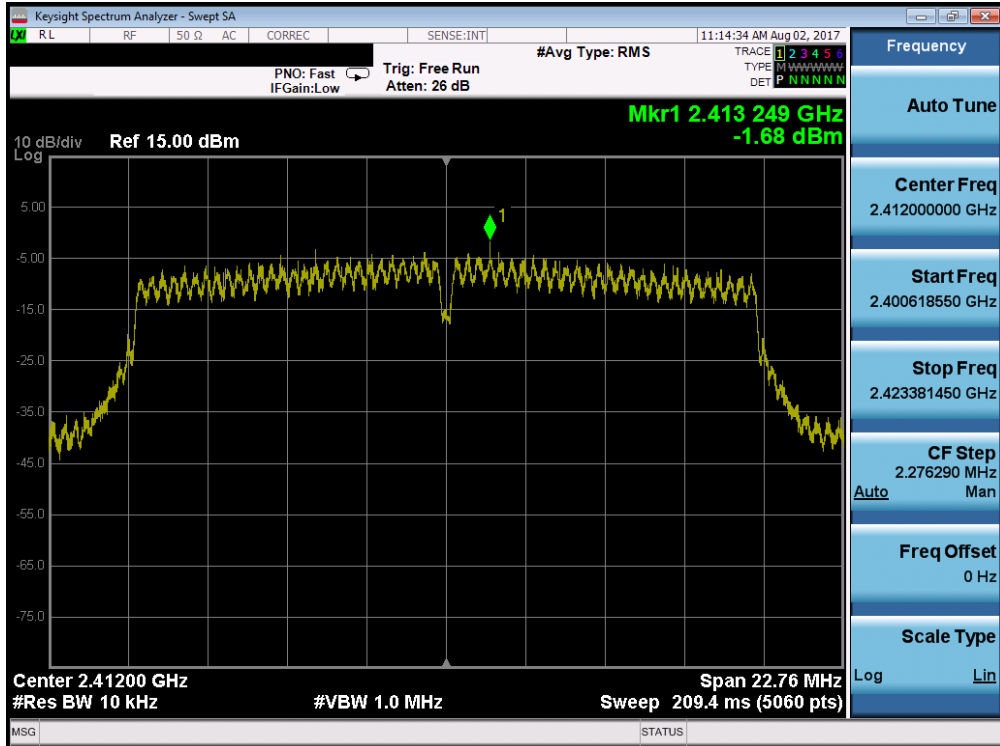 Keysight Spectrum Analyzer - Swept SA
LXI RL RF 50 Ω AC CORREC SENSE:INT 11:14:34 AM Aug 02, 2017
#Avg Type: RMS TRACE 1 2 3 4 5 6
PNO: Fast Trig: Free Run TYPE M WWWWW
IFGain:Low Atten: 26 dB DET P NNNNN
Mkr1 2.413 249 GHz
-1.68 dBm
10 dB/div Ref 15.00 dBm
Log
1
5.00
-5.00
-15.0
-25.0
-35.0
-45.0
-55.0
-65.0
-75.0
Center 2.41200 GHz Span 22.76 MHz
#Res BW 10 kHz #VBW 1.0 MHz Sweep 209.4 ms (5060 pts)
MSG STATUS
Frequency
Auto Tune
Center Freq
2.412000000 GHz
Start Freq
2.400618550 GHz
Stop Freq
2.423381450 GHz
CF Step
2.276290 MHz
Auto Man
Freq Offset
0 Hz
Scale Type
Log Lin